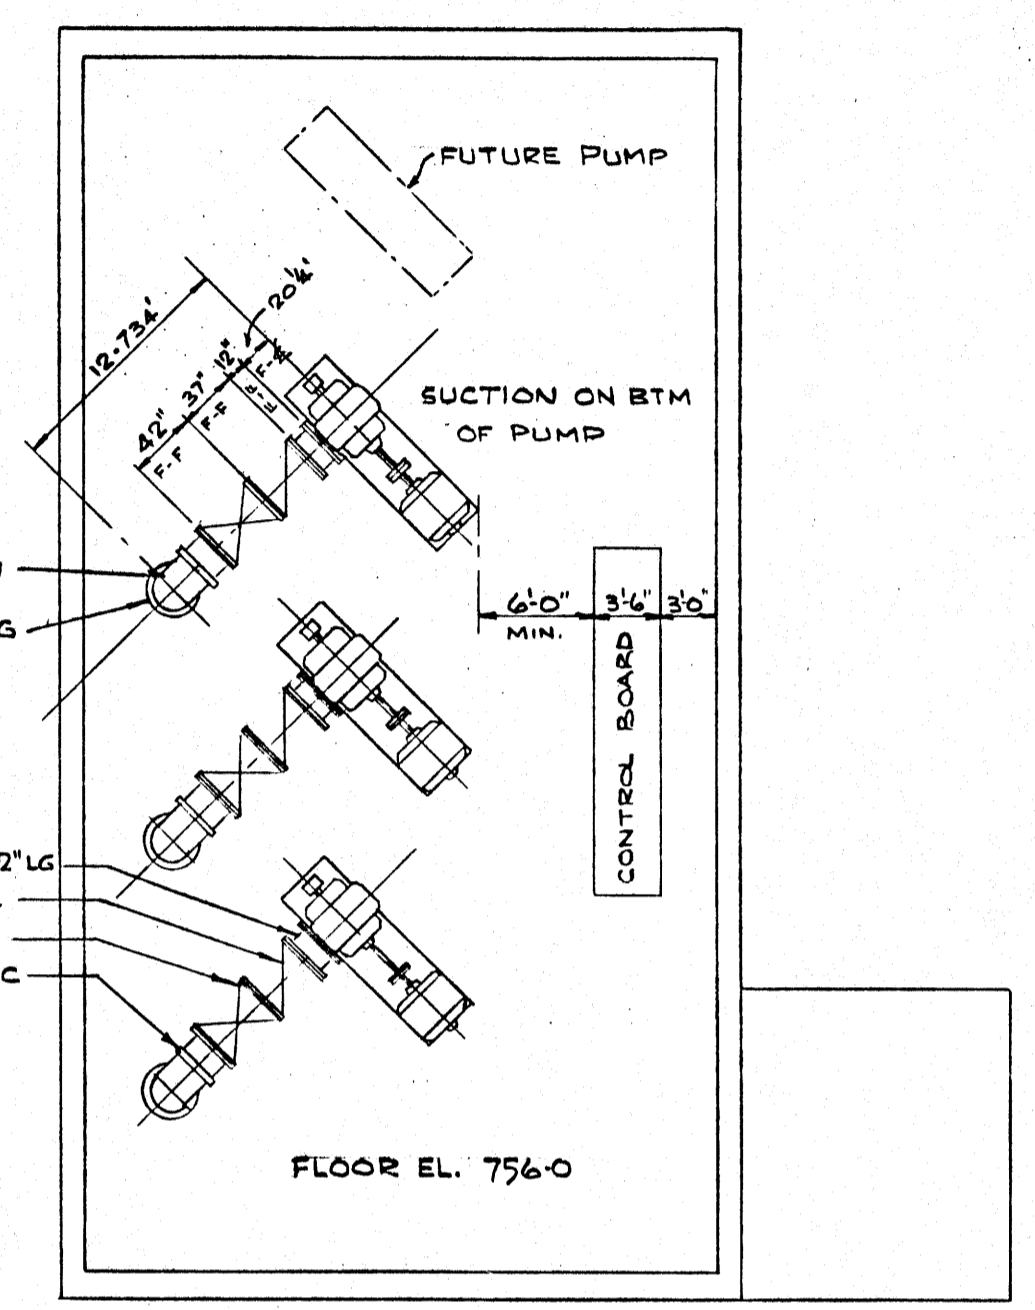 FUTURE PUMP
20¼"
12.734'
12"
F-℄
37"
F-F
F-F
42"
F-F
SUCTION ON BTM
OF PUMP
6'-0"
MIN.
3'-6"
3'-0"
CONTROL BOARD
G
2" LG
C
FLOOR EL. 756-0